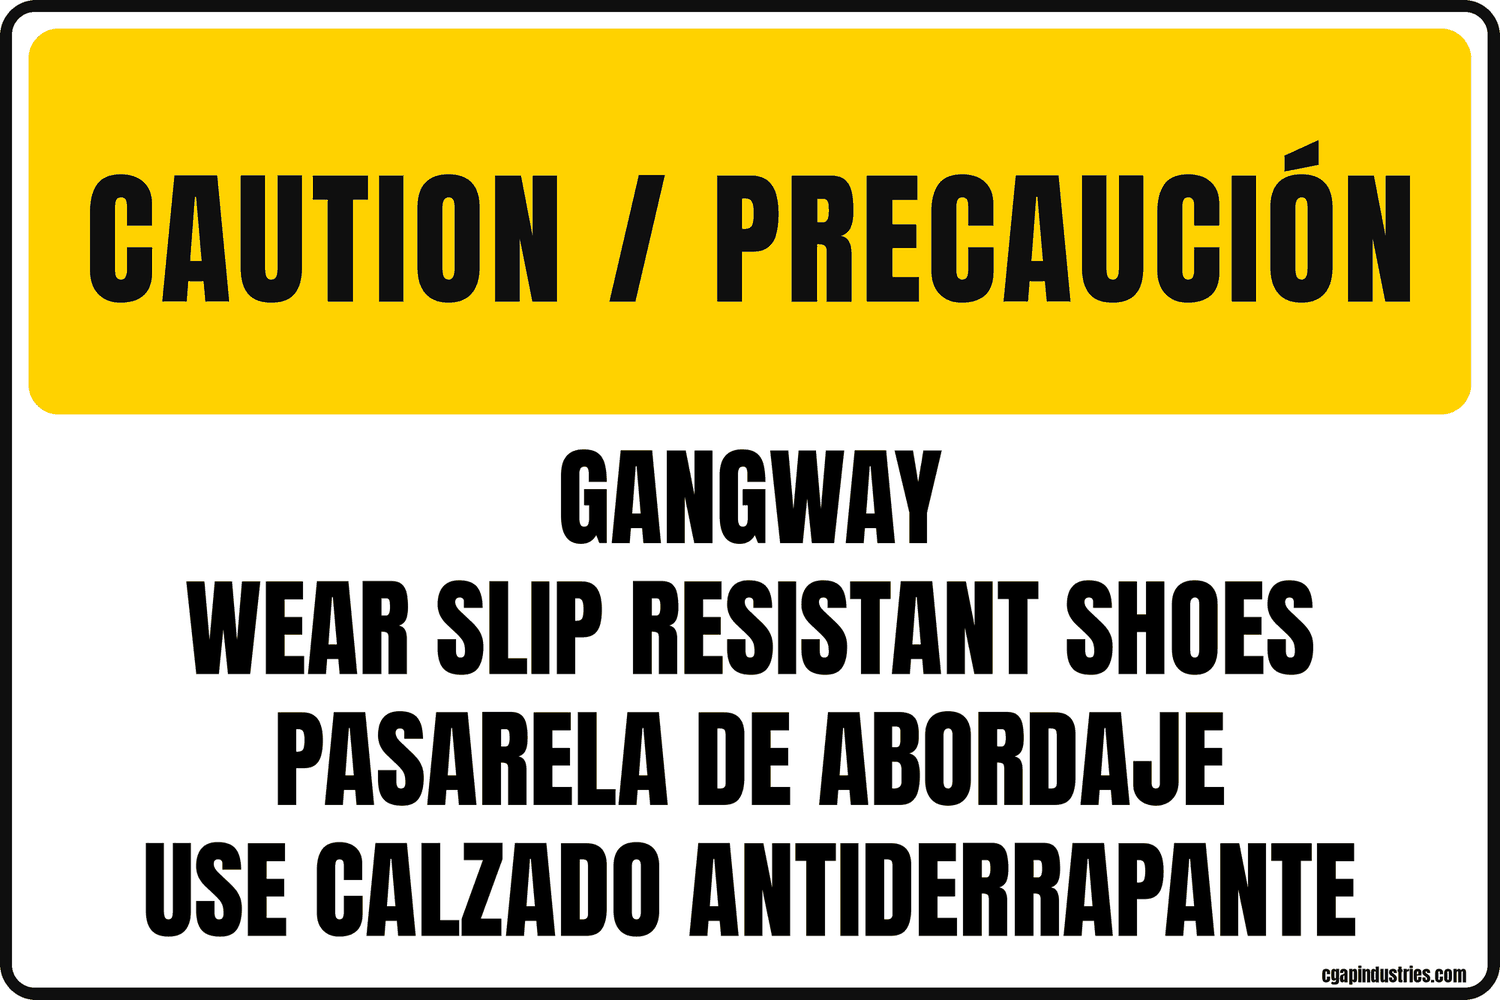 CAUTION / PRECAUCIÓN
GANGWAY
WEAR SLIP RESISTANT SHOES
PASARELA DE ABORDAJE
USE CALZADO ANTIDERRAPANTE
cgapindustries.com